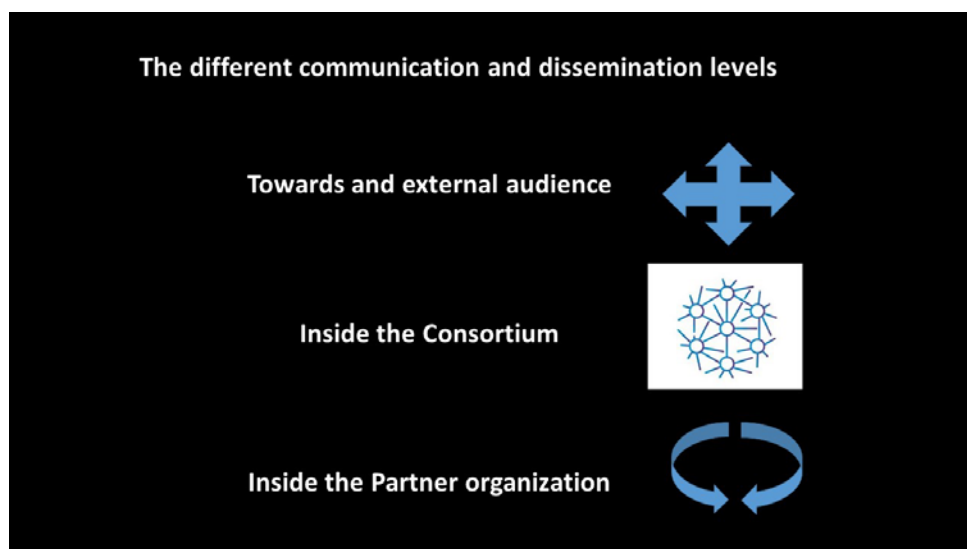 The different communication and dissemination levels
Towards and external audience
Inside the Consortium
Inside the Partner organization